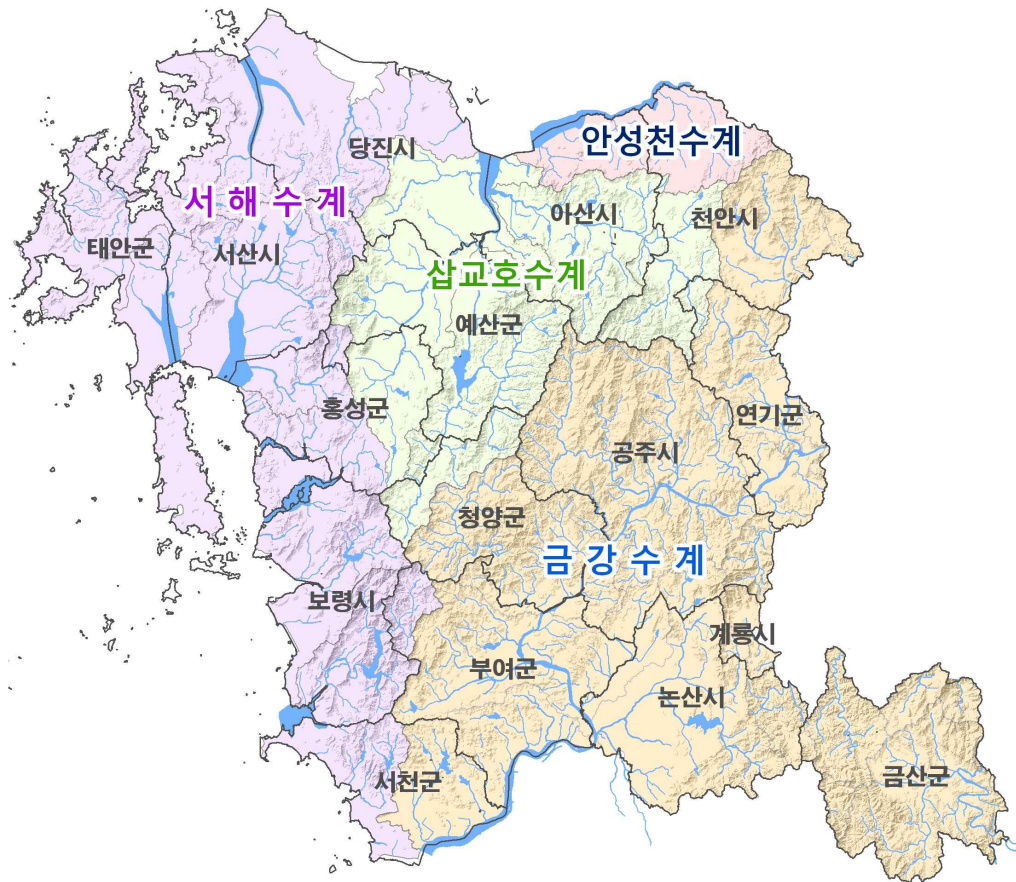 안성천수계
당진시
서 해 수 계
아산시
천안시
태안군
서산시
삽교호수계
예산군
홍성군
연기군
공주시
청양군
금 강 수 계
보령시
계룡시
부여군
논산시
서천군
금산군